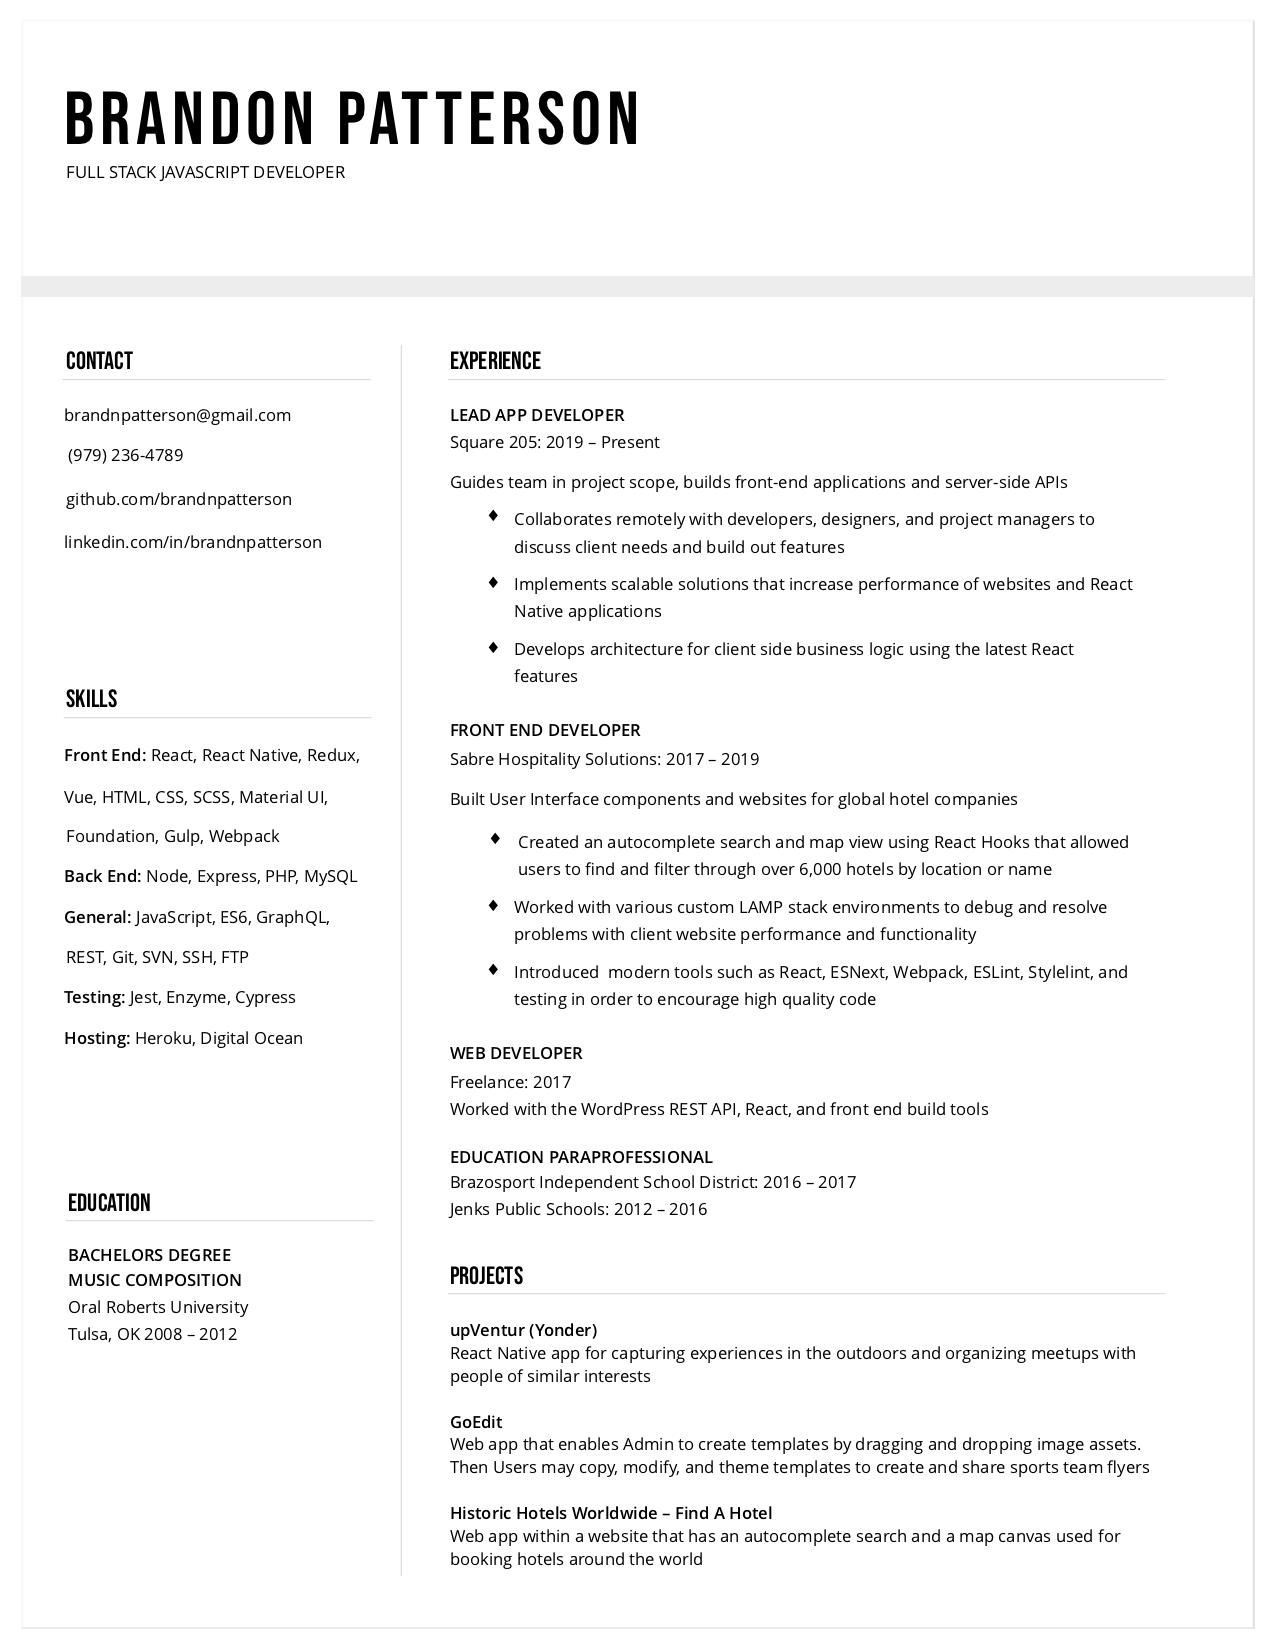 BRANDON PATTERSON
FULL STACK JAVASCRIPT DEVELOPER
CONTACT
brandnpatterson@gmail.com
(979) 236-4789
github.com/brandnpatterson
linkedin.com/in/brandnpatterson
SKILLS
Front End: React, React Native, Redux,
Vue, HTML, CSS, SCSS, Material UI,
Foundation, Gulp, Webpack
Back End: Node, Express, PHP, MySQL
General: JavaScript, ES6, GraphQL,
REST, Git, SVN, SSH, FTP
Testing: Jest, Enzyme, Cypress
Hosting: Heroku, Digital Ocean
EDUCATION
BACHELORS DEGREE
MUSIC COMPOSITION
Oral Roberts University
Tulsa, OK 2008 – 2012
EXPERIENCE
LEAD APP DEVELOPER
Square 205: 2019 – Present
Guides team in project scope, builds front-end applications and server-side APIs
♦ Collaborates remotely with developers, designers, and project managers to
discuss client needs and build out features
♦ Implements scalable solutions that increase performance of websites and React
Native applications
♦ Develops architecture for client side business logic using the latest React
features
FRONT END DEVELOPER
Sabre Hospitality Solutions: 2017 – 2019
Built User Interface components and websites for global hotel companies
♦ Created an autocomplete search and map view using React Hooks that allowed
users to find and filter through over 6,000 hotels by location or name
♦ Worked with various custom LAMP stack environments to debug and resolve
problems with client website performance and functionality
♦ Introduced  modern tools such as React, ESNext, Webpack, ESLint, Stylelint, and
testing in order to encourage high quality code
WEB DEVELOPER
Freelance: 2017
Worked with the WordPress REST API, React, and front end build tools
EDUCATION PARAPROFESSIONAL
Brazosport Independent School District: 2016 – 2017
Jenks Public Schools: 2012 – 2016
PROJECTS
upVentur (Yonder)
React Native app for capturing experiences in the outdoors and organizing meetups with
people of similar interests
GoEdit
Web app that enables Admin to create templates by dragging and dropping image assets.
Then Users may copy, modify, and theme templates to create and share sports team flyers
Historic Hotels Worldwide – Find A Hotel
Web app within a website that has an autocomplete search and a map canvas used for
booking hotels around the world